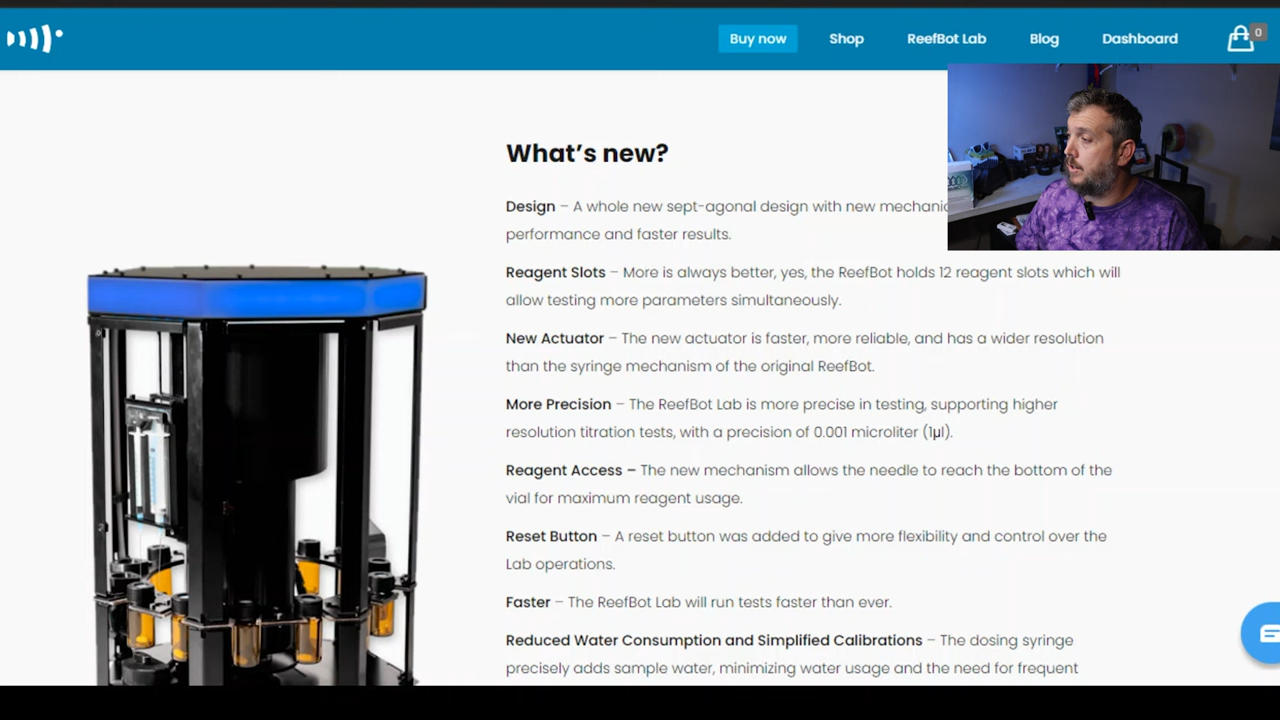 Buy now Shop ReefBot Lab Blog Dashboard 0
What's new?
Design – A whole new sept-agonal design with new
performance and faster results.
Reagent Slots – More is always better, yes, the ReefBot holds 12 reagent slots which will
allow testing more parameters simultaneously.
New Actuator – The new actuator is faster, more reliable, and has a wider resolution
than the syringe mechanism of the original ReefBot.
More Precision – The ReefBot Lab is more precise in testing, supporting higher
resolution titration tests, with a precision of 0.001 microliter (1µl).
Reagent Access – The new mechanism allows the needle to reach the bottom of the
vial for maximum reagent usage.
Reset Button – A reset button was added to give more flexibility and control over the
Lab operations.
Faster – The ReefBot Lab will run tests faster than ever.
Reduced Water Consumption and Simplified Calibrations – The dosing syringe
precisely adds sample water, minimizing water usage and the need for frequent